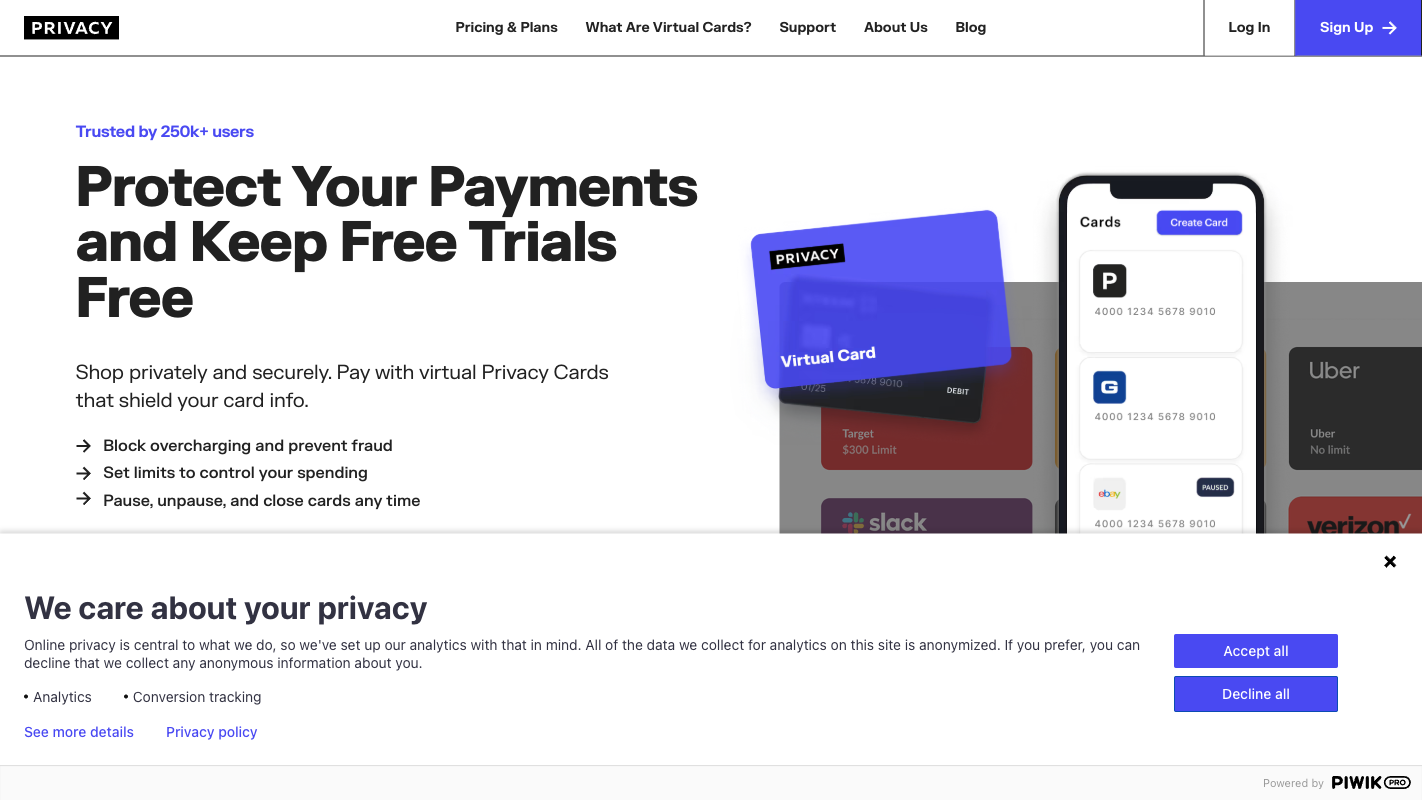 PRIVACY
Pricing & Plans
What Are Virtual Cards?
Support
About Us
Blog
Log In
Sign Up
Trusted by 250k+ users
Protect Your Payments
and Keep Free Trials
Free
Shop privately and securely. Pay with virtual Privacy Cards
that shield your card info.
Block overcharging and prevent fraud
Set limits to control your spending
Pause, unpause, and close cards any time
PRIVACY
Virtual Card
5678 9010
01/25
DEBIT
Target
$300 Limit
slack
Cards
Create Card
P
4000 1234 5678 9010
G
4000 1234 5678 9010
ebay
PAUSED
4000 1234 5678 9010
Uber
Uber
No limit
verizon
We care about your privacy
Online privacy is central to what we do, so we've set up our analytics with that in mind. All of the data we collect for analytics on this site is anonymized. If you prefer, you can
decline that we collect any anonymous information about you.
• Analytics
• Conversion tracking
See more details
Privacy policy
Accept all
Decline all
Powered by PIWIK PRO